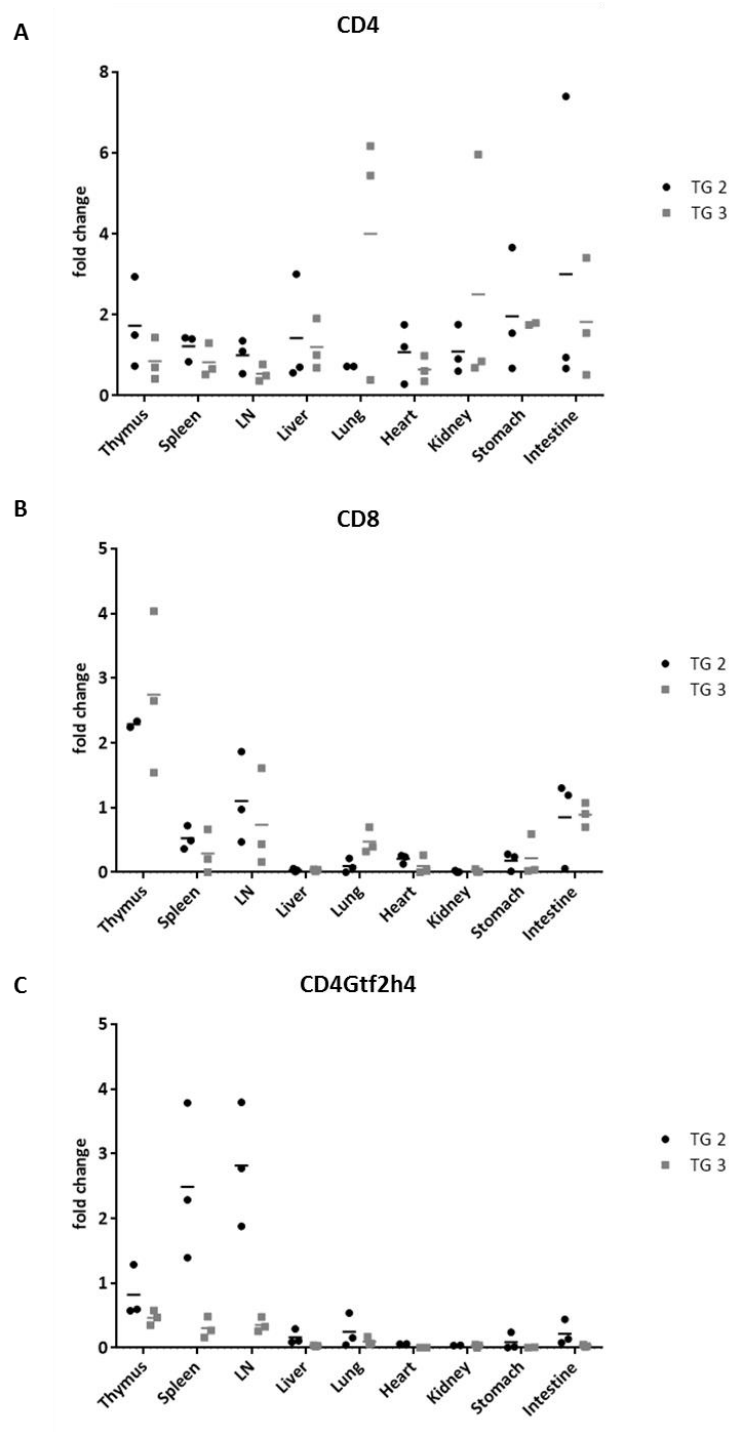 A
CD4
8
6
4
2
0
fold change
TG 2
TG 3
Thymus
Spleen
LN
Liver
Lung
Heart
Kidney
Stomach
Intestine
B
CD8
5
4
3
2
1
0
fold change
TG 2
TG 3
Thymus
Spleen
LN
Liver
Lung
Heart
Kidney
Stomach
Intestine
C
CD4Gtf2h4
5
4
3
2
1
0
fold change
TG 2
TG 3
Thymus
Spleen
LN
Liver
Lung
Heart
Kidney
Stomach
Intestine